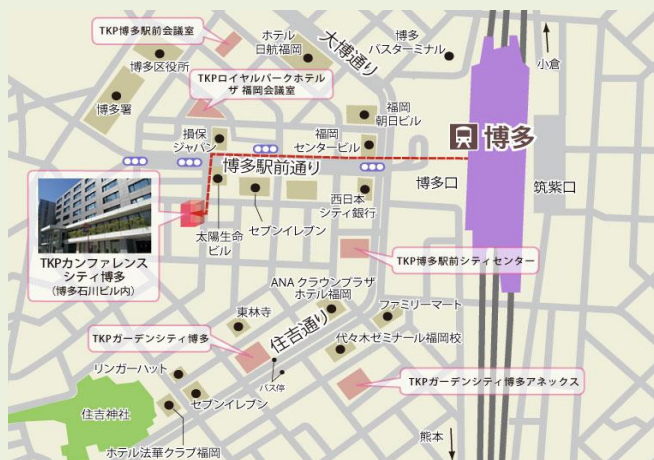 TKP博多駅前会議室
博多区役所
ホテル
日航福岡
大博通り
博多
バスターミナル
小倉
TKPロイヤルパークホテル
ザ 福岡会議室
博多署
損保
ジャパン
福岡
センタービル
福岡
朝日ビル
博多
博多駅前通り
博多口
筑紫口
TKPカンファレンス
シティ博多
(博多石川ビル内)
太陽生命
ビル
セブンイレブン
西日本
シティ銀行
TKP博多駅前シティセンター
ANAクラウンプラザ
ホテル福岡
ファミリーマート
東林寺
住吉通り
TKPガーデンシティ博多
代々木ゼミナール福岡校
リンガーハット
バス停
TKPガーデンシティ博多アネックス
セブンイレブン
住吉神社
ホテル法華クラブ福岡
熊本